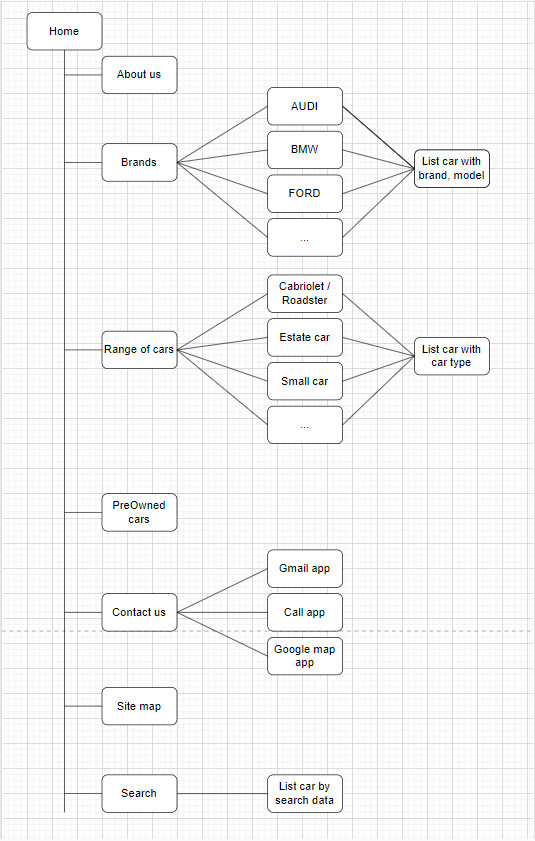 Home
About us
Brands
AUDI
BMW
FORD
...
List car with
brand, model
Range of cars
Cabriolet /
Roadster
Estate car
Small car
...
List car with
car type
PreOwned
cars
Contact us
Gmail app
Call app
Google map
app
Site map
Search
List car by
search data